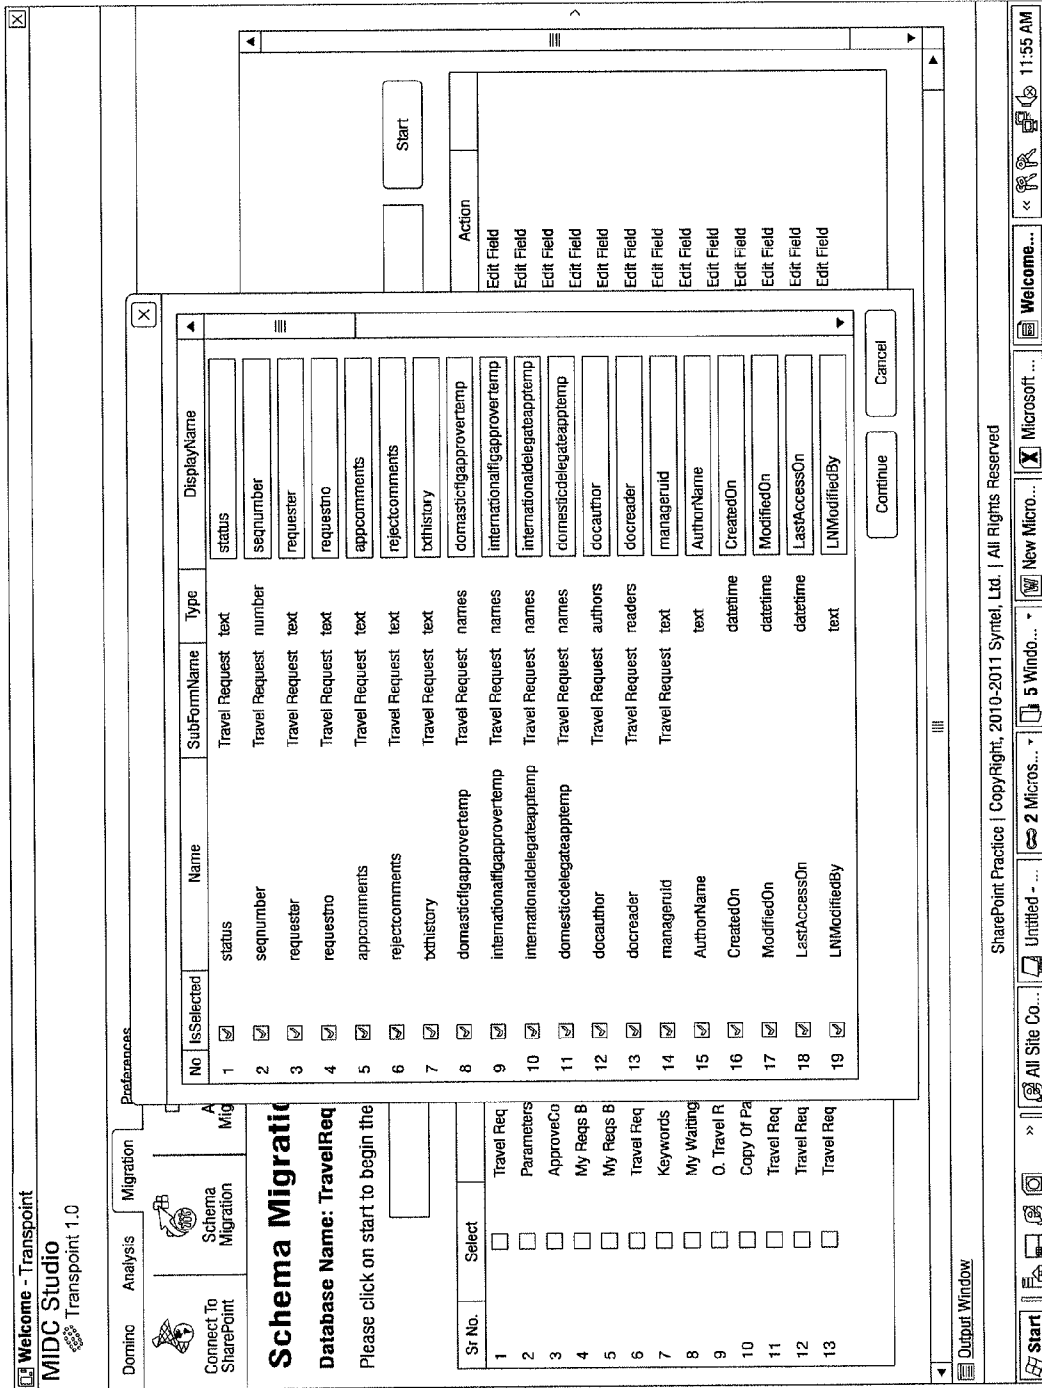 Welcome - Transpoint
MIDC Studio
Transpoint 1.0
Domino Analysis Migration Preferences
Connect To SharePoint
Schema Migration
A
Mig
Schema Migratio
Database Name: TravelReq
Please click on start to begin the
Start
Sr No. Select Action
1 Travel Req Edit Field
2 Parameters Edit Field
3 ApproveCo Edit Field
4 My Reqs B Edit Field
5 My Reqs B Edit Field
6 Travel Req Edit Field
7 Keywords Edit Field
8 My Waiting Edit Field
9 0. Travel R Edit Field
10 Copy Of Pa Edit Field
11 Travel Req Edit Field
12 Travel Req Edit Field
13 Travel Req Edit Field
No IsSelected Name SubFormName Type DisplayName
1 status Travel Request text status
2 seqnumber Travel Request number seqnumber
3 requester Travel Request text requester
4 requestno Travel Request text requestno
5 appcomments Travel Request text appcomments
6 rejectcomments Travel Request text rejectcomments
7 txthistory Travel Request text txthistory
8 domasticflgapprovertemp Travel Request names domasticflgapprovertemp
9 internationalflgapprovertemp Travel Request names internationalflgapprovertemp
10 internationaldelegateapptemp Travel Request names internationaldelegateapptemp
11 domesticdelegateapptemp Travel Request names domesticdelegateapptemp
12 docauthor Travel Request authors docauthor
13 docreader Travel Request readers docreader
14 manageruid Travel Request text manageruid
15 AuthorName text AuthorName
16 CreatedOn datetime CreatedOn
17 ModifiedOn datetime ModifiedOn
18 LastAccessOn datetime LastAccessOn
19 LNModifiedBy text LNModifiedBy
Continue Cancel
Output Window
SharePoint Practice | CopyRight, 2010-2011 Syntel, Ltd. | All Rights Reserved
Start » All Site Co... Untitled - ... 2 Micros... 5 Windo... New Micro... Microsoft ... Welcome... « 11:55 AM